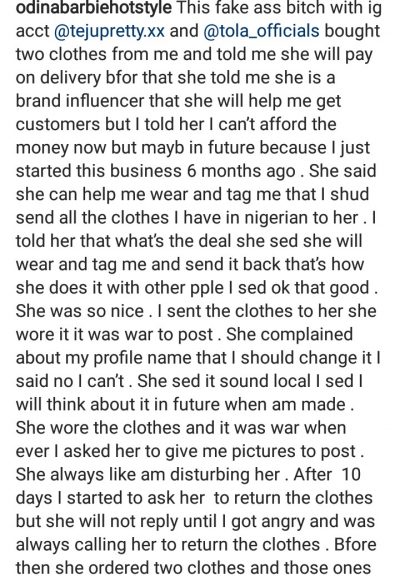 odinabarbiehotstyle This fake ass bitch with ig
acct @tejupretty.xx and @tola_officials bought
two clothes from me and told me she will pay
on delivery bfor that she told me she is a
brand influencer that she will help me get
customers but I told her I can't afford the
money now but mayb in future because I just
started this business 6 months ago . She said
she can help me wear and tag me that I shud
send all the clothes I have in nigerian to her . I
told her that what's the deal she sed she will
wear and tag me and send it back that's how
she does it with other pple I sed ok that good .
She was so nice . I sent the clothes to her she
wore it it was war to post . She complained
about my profile name that I should change it I
said no I can't . She sed it sound local I sed I
will think about it in future when am made .
She wore the clothes and it was war when
ever I asked her to give me pictures to post .
She always like am disturbing her . After 10
days I started to ask her to return the clothes
but she will not reply until I got angry and was
always calling her to return the clothes . Bfore
then she ordered two clothes and those ones